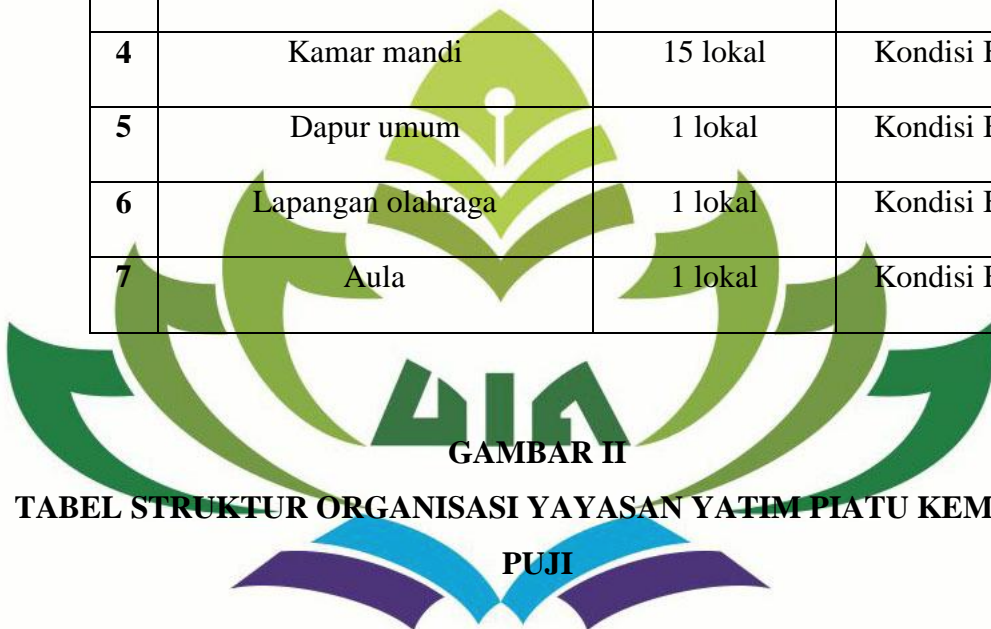 4 Kamar mandi 15 lokal Kondisi
5 Dapur umum 1 lokal Kondisi
6 Lapangan olahraga 1 lokal Kondisi
7 Aula 1 lokal Kondisi
GAMBAR II
TABEL STRUKTUR ORGANISASI YAYASAN YATIM PIATU KEM
PUJI